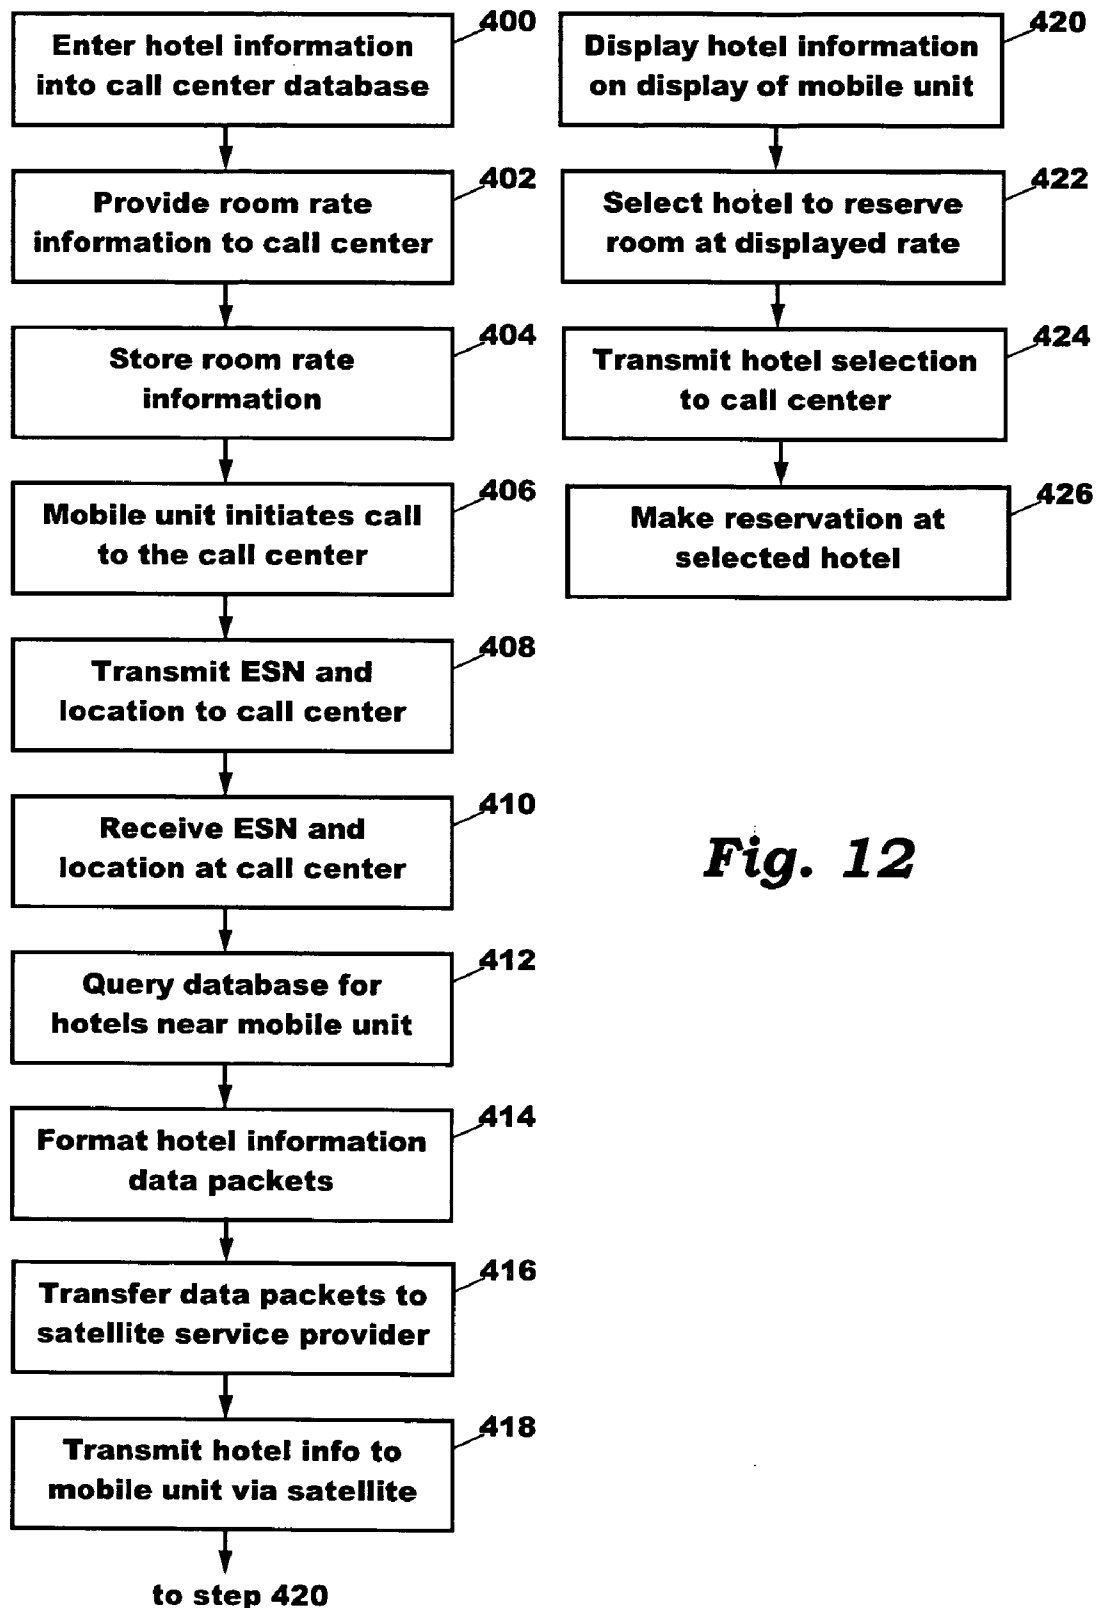 400
Enter hotel information
into call center database
402
Provide room rate
information to call center
404
Store room rate
information
406
Mobile unit initiates call
to the call center
408
Transmit ESN and
location to call center
410
Receive ESN and
location at call center
412
Query database for
hotels near mobile unit
414
Format hotel information
data packets
416
Transfer data packets to
satellite service provider
418
Transmit hotel info to
mobile unit via satellite
to step 420
420
Display hotel information
on display of mobile unit
422
Select hotel to reserve
room at displayed rate
424
Transmit hotel selection
to call center
426
Make reservation at
selected hotel
Fig. 12